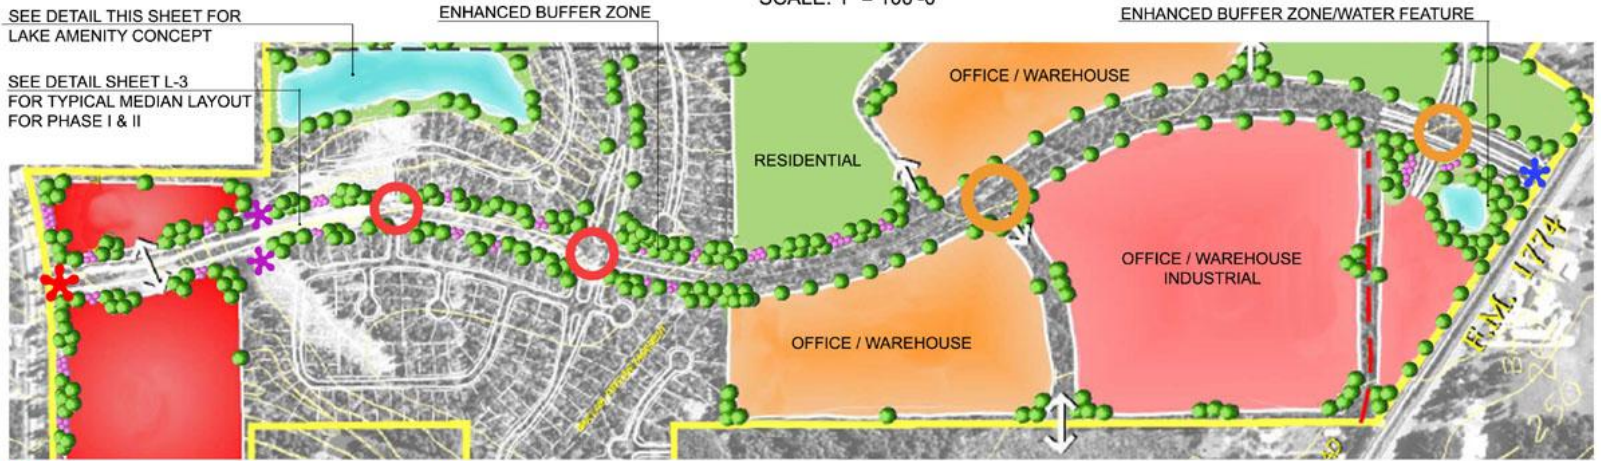 SEE DETAIL THIS SHEET FOR
LAKE AMENITY CONCEPT
SEE DETAIL SHEET L-3
FOR TYPICAL MEDIAN LAYOUT
FOR PHASE I & II
ENHANCED BUFFER ZONE
ENHANCED BUFFER ZONE/WATER FEATURE
OFFICE / WAREHOUSE
RESIDENTIAL
OFFICE / WAREHOUSE
INDUSTRIAL
OFFICE / WAREHOUSE
F.M. 1774
250